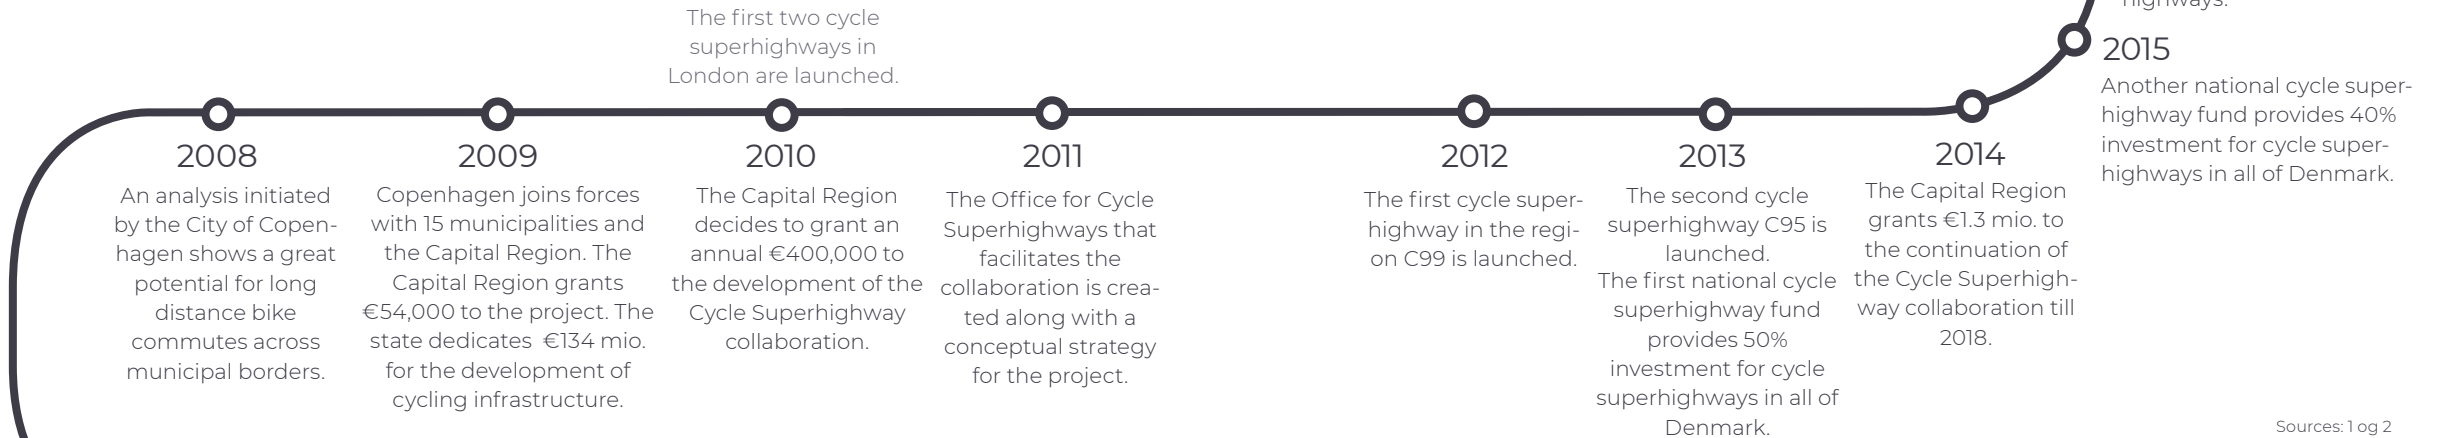 The first two cycle
superhighways in
London are launched.
2008
An analysis initiated
by the City of Copen-
hagen shows a great
potential for long
distance bike
commutes across
municipal borders.
2009
Copenhagen joins forces
with 15 municipalities and
the Capital Region. The
Capital Region grants
€54,000 to the project. The
state dedicates €134 mio.
for the development of
cycling infrastructure.
2010
The Capital Region
decides to grant an
annual €400,000 to
the development of the
Cycle Superhighway
collaboration.
2011
The Office for Cycle
Superhighways that
facilitates the
collaboration is crea-
ted along with a
conceptual strategy
for the project.
2012
The first cycle super-
highway in the regi-
on C99 is launched.
2013
The second cycle
superhighway C95 is
launched.
The first national cycle
superhighway fund
provides 50%
investment for cycle
superhighways in all of
Denmark.
2014
The Capital Region
grants €1.3 mio. to
the continuation of
the Cycle Superhigh-
way collaboration till
2018.
highways.
2015
Another national cycle super-
highway fund provides 40%
investment for cycle super-
highways in all of Denmark.
Sources: 1 og 2